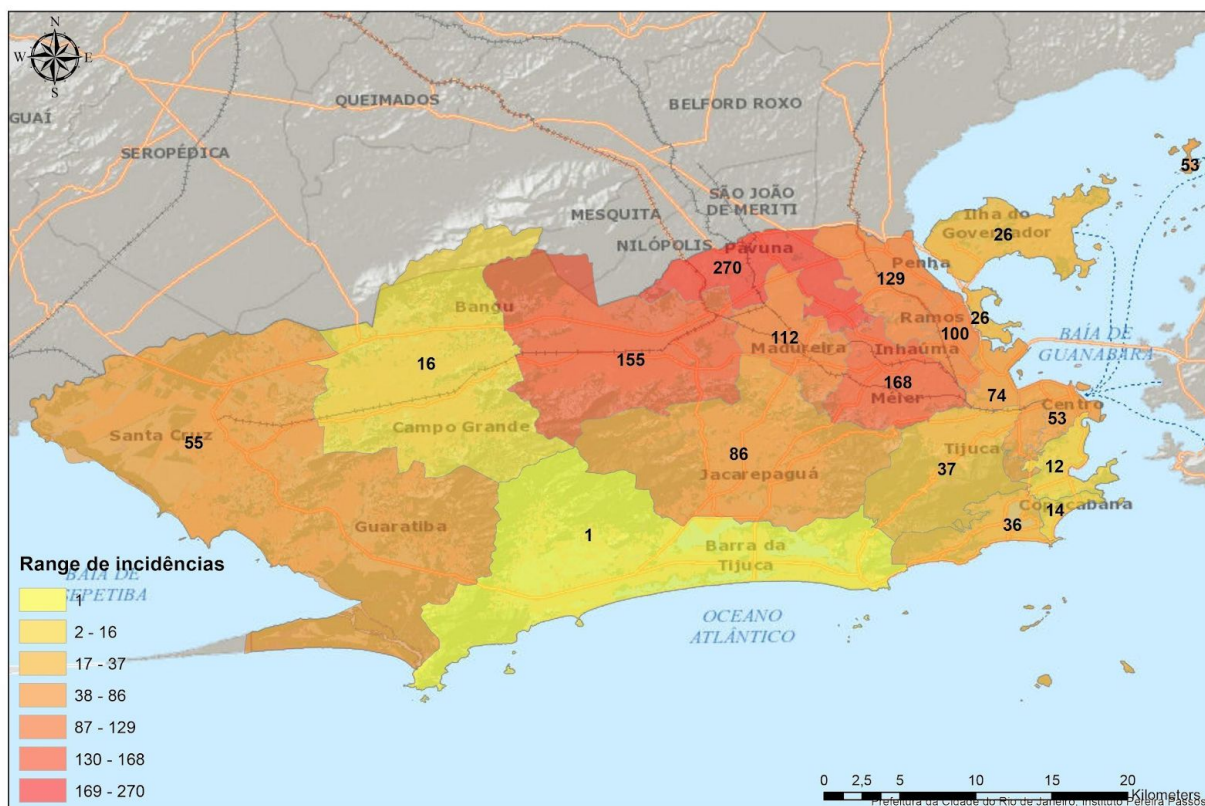 N
W E
S
QUEIMADOS
BELFORD ROXO
GUAÍ
SEROPÉDICA
53
SÃO JOÃO
DE MERITI
MESQUITA
Ilha do
Governador
26
NILÓPOLIS
Pavuna
270
Penha
129
Bangu
Ramos
26
100
BAÍA DE
GUANABARA
112
Madureira
Inhaúma
155
16
168
Méier
74
Centro
53
Campo Grande
Santa Cruz
55
Tijuca
37
12
86
Jacarepaguá
Copacabana
14
36
Guaratiba
1
Barra da
Tijuca
OCEANO
ATLÂNTICO
BAÍA DE
SEPETIBA
Range de incidências
1
2 - 16
17 - 37
38 - 86
87 - 129
130 - 168
169 - 270
0 2,5 5 10 15 20
Kilometers
Prefeitura da Cidade do Rio de Janeiro, Instituto Pereira Passos